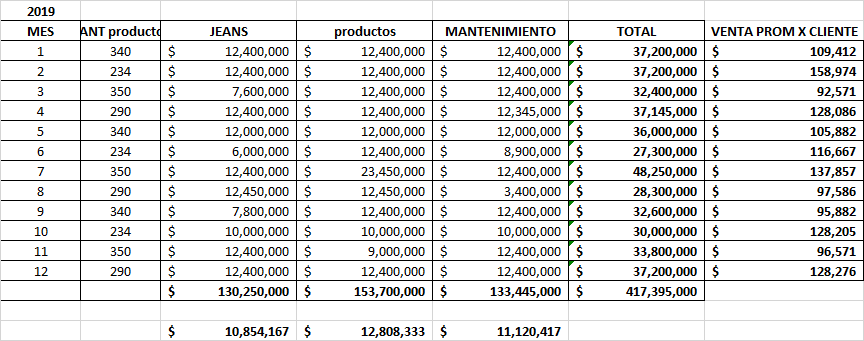 2019
MES ANT producto JEANS productos MANTENIMIENTO TOTAL VENTA PROM X CLIENTE
1 340 $ 12,400,000 $ 12,400,000 $ 12,400,000 $ 37,200,000 $ 109,412
2 234 $ 12,400,000 $ 12,400,000 $ 12,400,000 $ 37,200,000 $ 158,974
3 350 $ 7,600,000 $ 12,400,000 $ 12,400,000 $ 32,400,000 $ 92,571
4 290 $ 12,400,000 $ 12,400,000 $ 12,345,000 $ 37,145,000 $ 128,086
5 340 $ 12,000,000 $ 12,000,000 $ 12,000,000 $ 36,000,000 $ 105,882
6 234 $ 6,000,000 $ 12,400,000 $ 8,900,000 $ 27,300,000 $ 116,667
7 350 $ 12,400,000 $ 23,450,000 $ 12,400,000 $ 48,250,000 $ 137,857
8 290 $ 12,450,000 $ 12,450,000 $ 3,400,000 $ 28,300,000 $ 97,586
9 340 $ 7,800,000 $ 12,400,000 $ 12,400,000 $ 32,600,000 $ 95,882
10 234 $ 10,000,000 $ 10,000,000 $ 10,000,000 $ 30,000,000 $ 128,205
11 350 $ 12,400,000 $ 9,000,000 $ 12,400,000 $ 33,800,000 $ 96,571
12 290 $ 12,400,000 $ 12,400,000 $ 12,400,000 $ 37,200,000 $ 128,276
$ 130,250,000 $ 153,700,000 $ 133,445,000 $ 417,395,000
$ 10,854,167 $ 12,808,333 $ 11,120,417